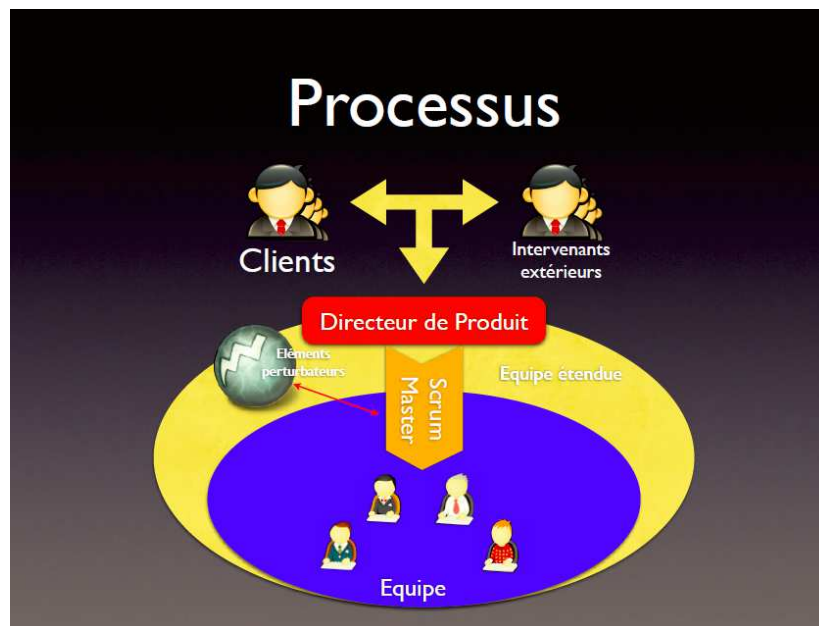 Processus
Clients
Intervenants
extérieurs
Directeur de Produit
Eléments
perturbateurs
Equipe étendue
Scrum
Master
Equipe